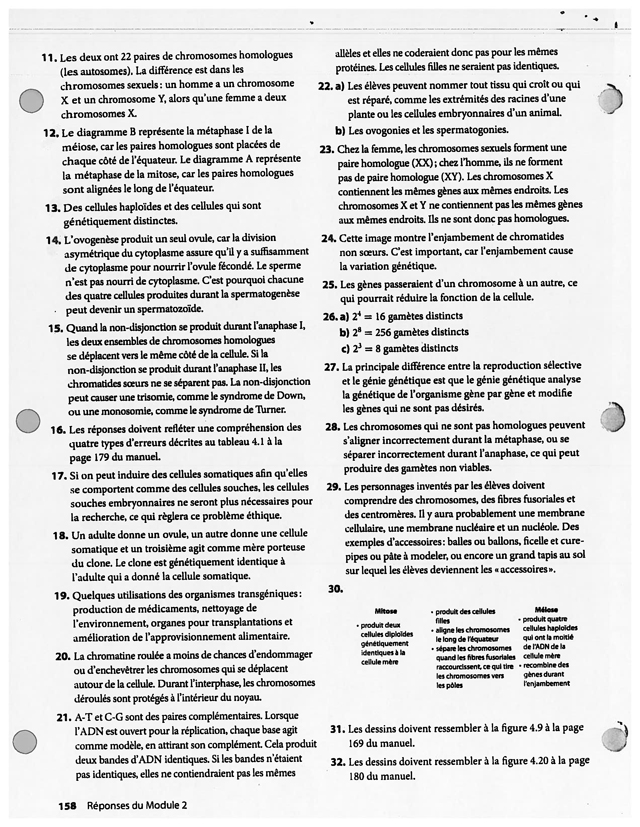 11. Les deux ont 22 paires de chromosomes homologues
(les autosomes). La différence est dans les
chromosomes sexuels : un homme a un chromosome
X et un chromosome Y, alors qu'une femme a deux
chromosomes X.
12. Le diagramme B représente la métaphase I de la
méiose, car les paires homologues sont placées de
chaque côté de l'équateur. Le diagramme A représente
la métaphase de la mitose, car les paires homologues
sont alignées le long de l'équateur.
13. Des cellules haploïdes et des cellules qui sont
génétiquement distinctes.
14. L'ovogenèse produit un seul ovule, car la division
asymétrique du cytoplasme assure qu'il y a suffisamment
de cytoplasme pour nourrir l'ovule fécondé. Le sperme
n'est pas nourri de cytoplasme. C'est pourquoi chacune
des quatre cellules produites durant la spermatogenèse
peut devenir un spermatozoïde.
15. Quand la non-disjonction se produit durant l'anaphase I,
les deux ensembles de chromosomes homologues
se déplacent vers le même côté de la cellule. Si la
non-disjonction se produit durant l'anaphase II, les
chromatides sœurs ne se séparent pas. La non-disjonction
peut causer une trisomie, comme le syndrome de Down,
ou une monosomie, comme le syndrome de Turner.
16. Les réponses doivent refléter une compréhension des
quatre types d'erreurs décrites au tableau 4.1 à la
page 179 du manuel.
17. Si on peut induire des cellules somatiques afin qu'elles
se comportent comme des cellules souches, les cellules
souches embryonnaires ne seront plus nécessaires pour
la recherche, ce qui règlera ce problème éthique.
18. Un adulte donne un ovule, un autre donne une cellule
somatique et un troisième agit comme mère porteuse
du clone. Le clone est génétiquement identique à
l'adulte qui a donné la cellule somatique.
19. Quelques utilisations des organismes transgéniques :
production de médicaments, nettoyage de
l'environnement, organes pour transplantations et
amélioration de l'approvisionnement alimentaire.
20. La chromatine roulée a moins de chances d'endommager
ou d'enchevêtrer les chromosomes qui se déplacent
autour de la cellule. Durant l'interphase, les chromosomes
déroulés sont protégés à l'intérieur du noyau.
21. A-T et C-G sont des paires complémentaires. Lorsque
l'ADN est ouvert pour la réplication, chaque base agit
comme modèle, en attirant son complément. Cela produit
deux bandes d'ADN identiques. Si les bandes n'étaient
pas identiques, elles ne contiendraient pas les mêmes
allèles et elles ne coderaient donc pas pour les mêmes
protéines. Les cellules filles ne seraient pas identiques.
22. a) Les élèves peuvent nommer tout tissu qui croît ou qui
est réparé, comme les extrémités des racines d'une
plante ou les cellules embryonnaires d'un animal.
b) Les ovogonies et les spermatogonies.
23. Chez la femme, les chromosomes sexuels forment une
paire homologue (XX) ; chez l'homme, ils ne forment
pas de paire homologue (XY). Les chromosomes X
contiennent les mêmes gènes aux mêmes endroits. Les
chromosomes X et Y ne contiennent pas les mêmes gènes
aux mêmes endroits. Ils ne sont donc pas homologues.
24. Cette image montre l'enjambement de chromatides
non sœurs. C'est important, car l'enjambement cause
la variation génétique.
25. Les gènes passeraient d'un chromosome à un autre, ce
qui pourrait réduire la fonction de la cellule.
26. a) 2⁴ = 16 gamètes distincts
b) 2⁸ = 256 gamètes distincts
c) 2³ = 8 gamètes distincts
27. La principale différence entre la reproduction sélective
et le génie génétique est que le génie génétique analyse
la génétique de l'organisme gène par gène et modifie
les gènes qui ne sont pas désirés.
28. Les chromosomes qui ne sont pas homologues peuvent
s'aligner incorrectement durant la métaphase, ou se
séparer incorrectement durant l'anaphase, ce qui peut
produire des gamètes non viables.
29. Les personnages inventés par les élèves doivent
comprendre des chromosomes, des fibres fusoriales et
des centromères. Il y aura probablement une membrane
cellulaire, une membrane nucléaire et un nucléole. Des
exemples d'accessoires : balles ou ballons, ficelle et cure-
pipes ou pâte à modeler, ou encore un grand tapis au sol
sur lequel les élèves deviennent les « accessoires ».
30.
Mitose
• produit deux
cellules diploïdes
génétiquement
identiques à la
cellule mère
• produit des cellules
filles
• aligne les chromosomes
le long de l'équateur
• sépare les chromosomes
quand les fibres fusoriales
raccourcissent, ce qui tire
les chromosomes vers
les pôles
Méiose
• produit quatre
cellules haploïdes
qui ont la moitié
de l'ADN de la
cellule mère
• recombine des
gènes durant
l'enjambement
31. Les dessins doivent ressembler à la figure 4.9 à la page
169 du manuel.
32. Les dessins doivent ressembler à la figure 4.20 à la page
180 du manuel.
158 Réponses du Module 2